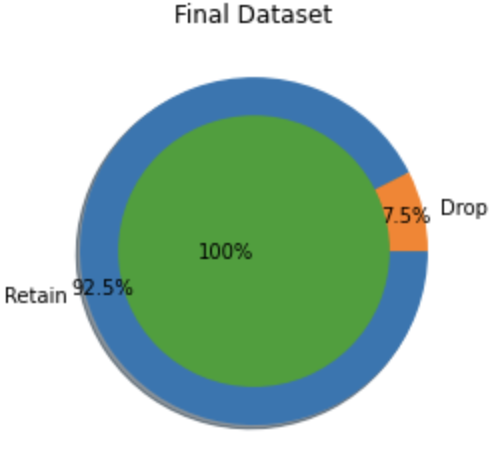 Final Dataset
7.5% Drop
100%
Retain 92.5%